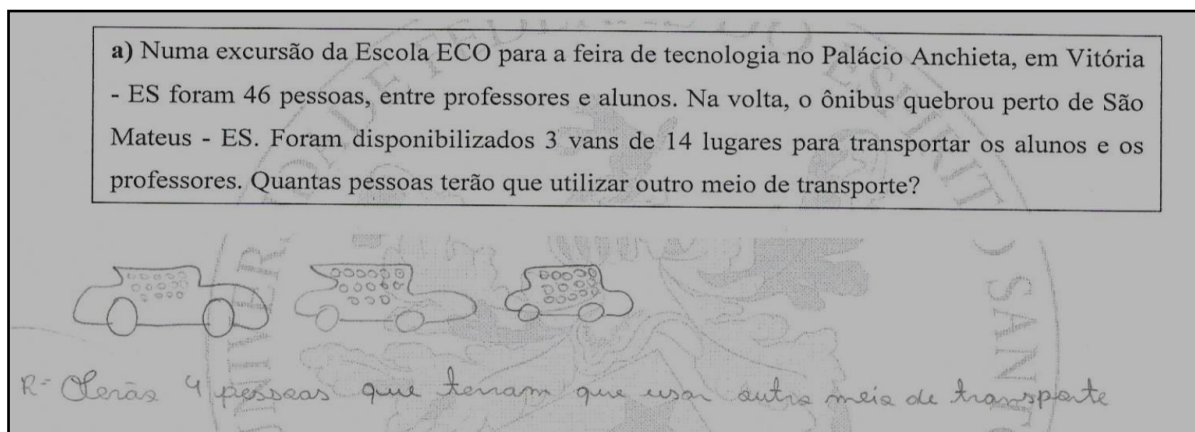 a) Numa excursão da Escola ECO para a feira de tecnologia no Palácio Anchieta, em Vitória
- ES foram 46 pessoas, entre professores e alunos. Na volta, o ônibus quebrou perto de São
Mateus - ES. Foram disponibilizados 3 vans de 14 lugares para transportar os alunos e os
professores. Quantas pessoas terão que utilizar outro meio de transporte?
R- 4 pessoas que terram que usar outro meio de transporte